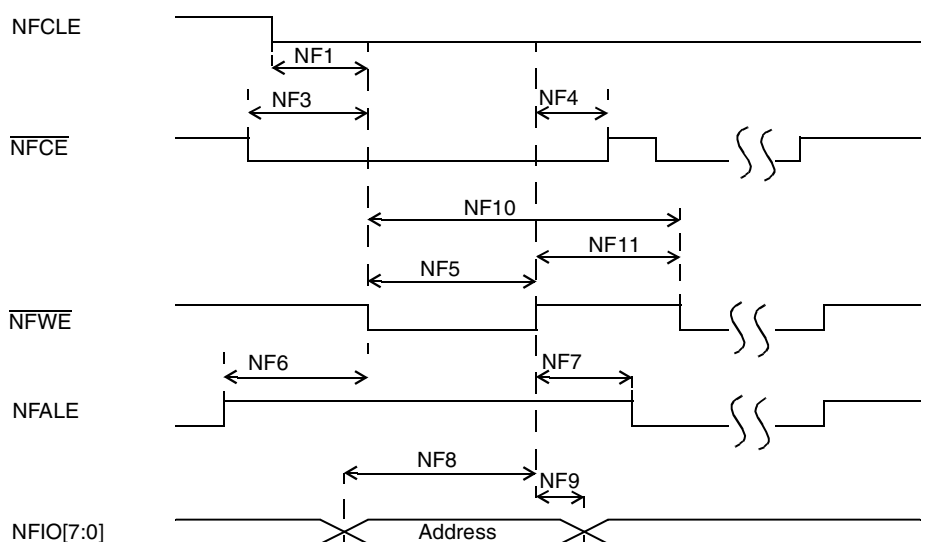 NFCLE
NF1
NF3
NF4
NFCE
NF10
NF11
NF5
NFWE
NF6
NF7
NFALE
NF8
NF9
NFIO[7:0]
Address